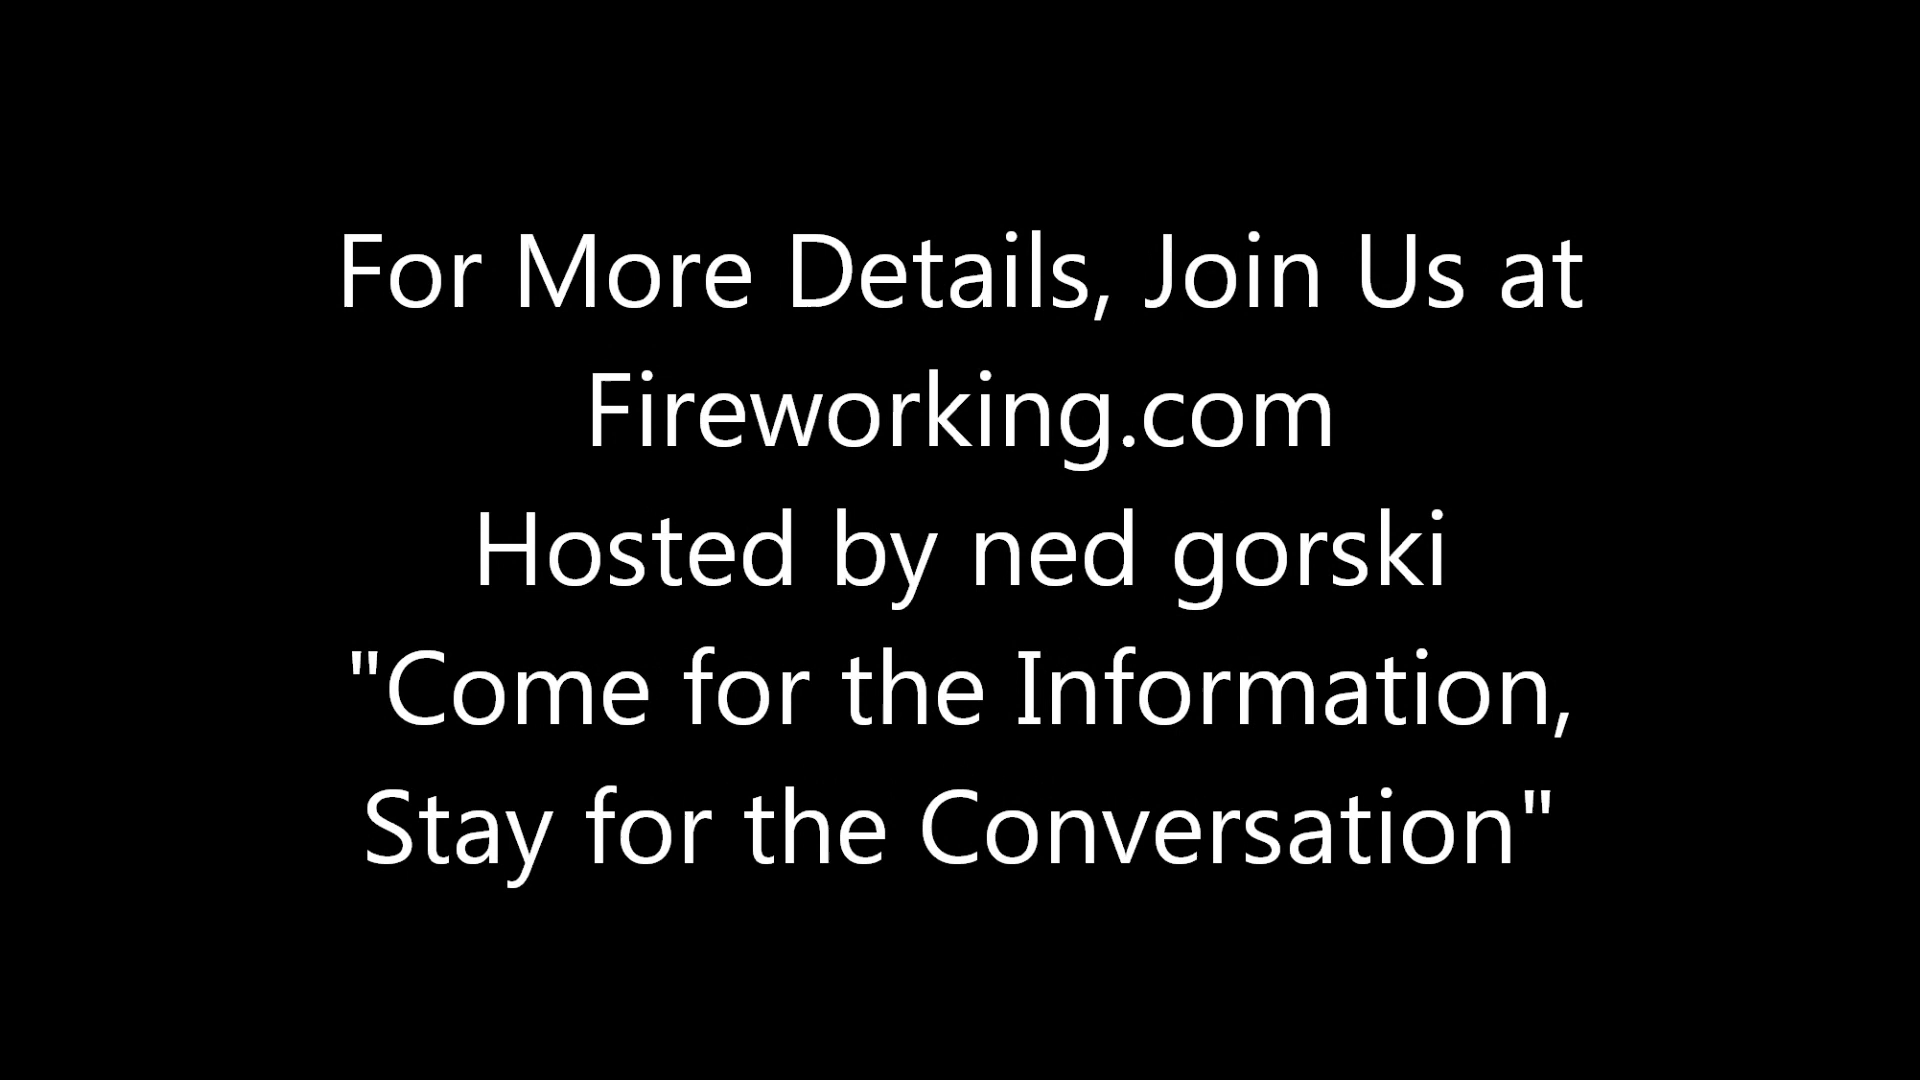 For More Details, Join Us at
Fireworking.com
Hosted by ned gorski
"Come for the Information,
Stay for the Conversation"